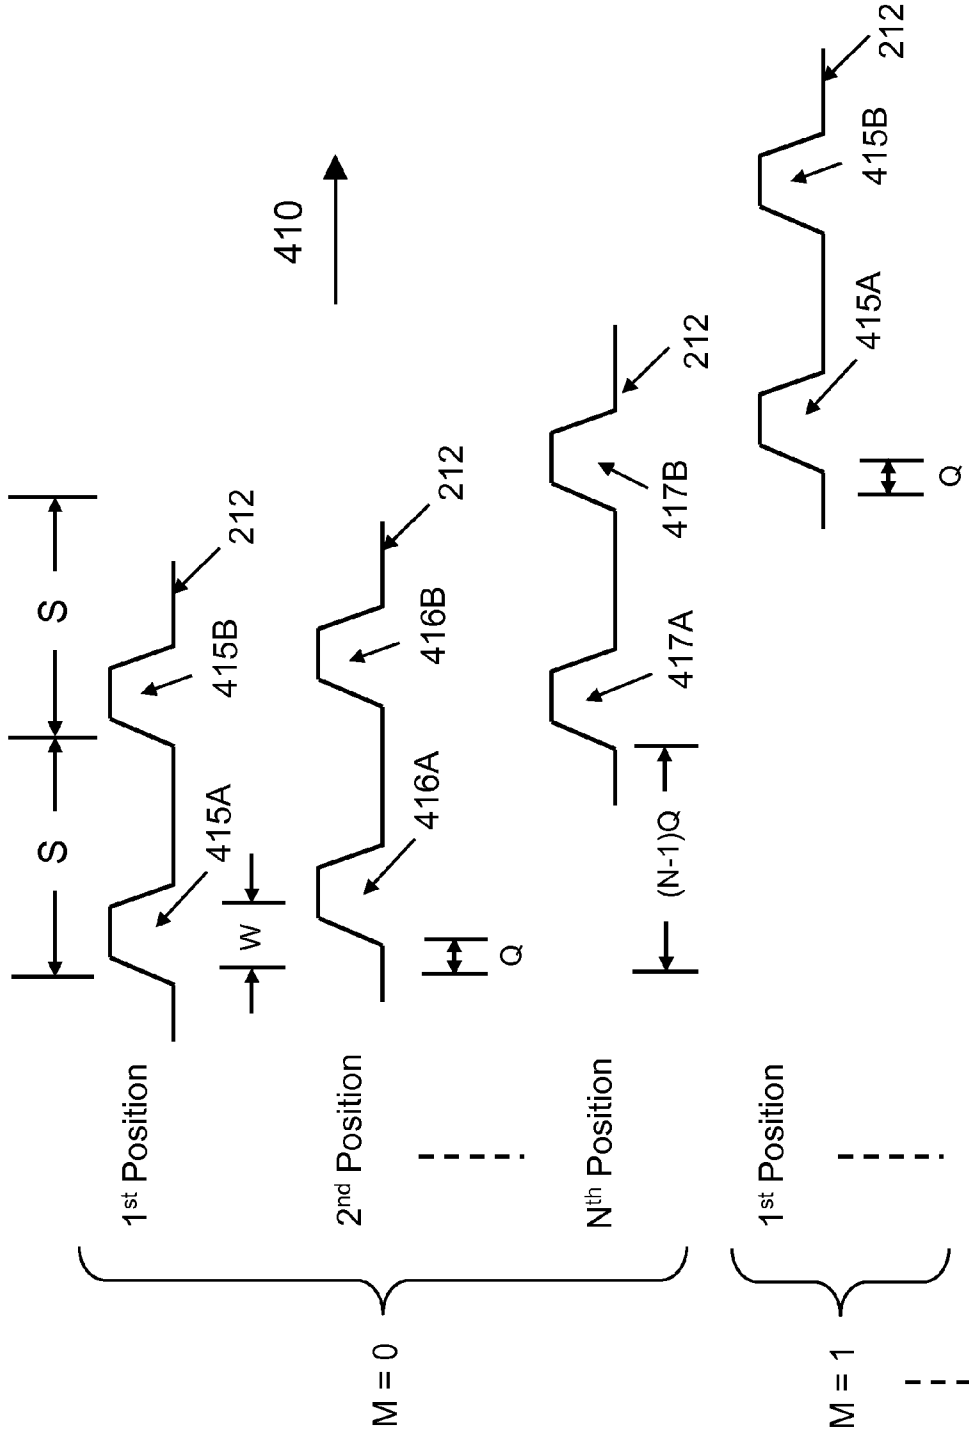 S
S
1st Position
415A
415B
212
W
410
M = 0
2nd Position
416A
416B
212
Q
Nth Position
(N-1)Q
417A
417B
212
M = 1
1st Position
415A
415B
212
Q